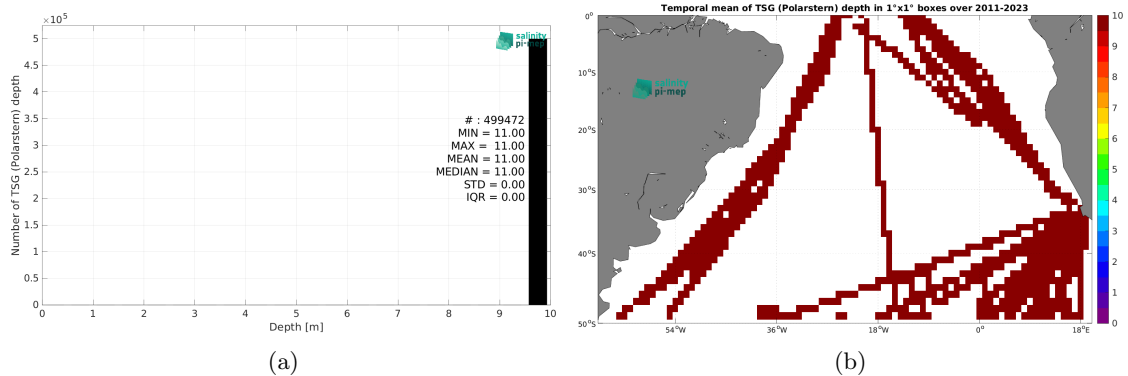 ×10⁵
5
4.5
4
3.5
3
2.5
2
1.5
1
0.5
0
Number of TSG (Polarstern) depth
salinity
pi-mep
# : 499472
MIN = 11.00
MAX = 11.00
MEAN = 11.00
MEDIAN = 11.00
STD = 0.00
IQR = 0.00
0 1 2 3 4 5 6 7 8 9 10
Depth [m]
(a)
Temporal mean of TSG (Polarstern) depth in 1°x1° boxes over 2011-2023
0°
10°S
20°S
30°S
40°S
50°S
salinity
pi-mep
54°W 36°W 18°W 0° 18°E
10
9
8
7
6
5
4
3
2
1
0
(b)